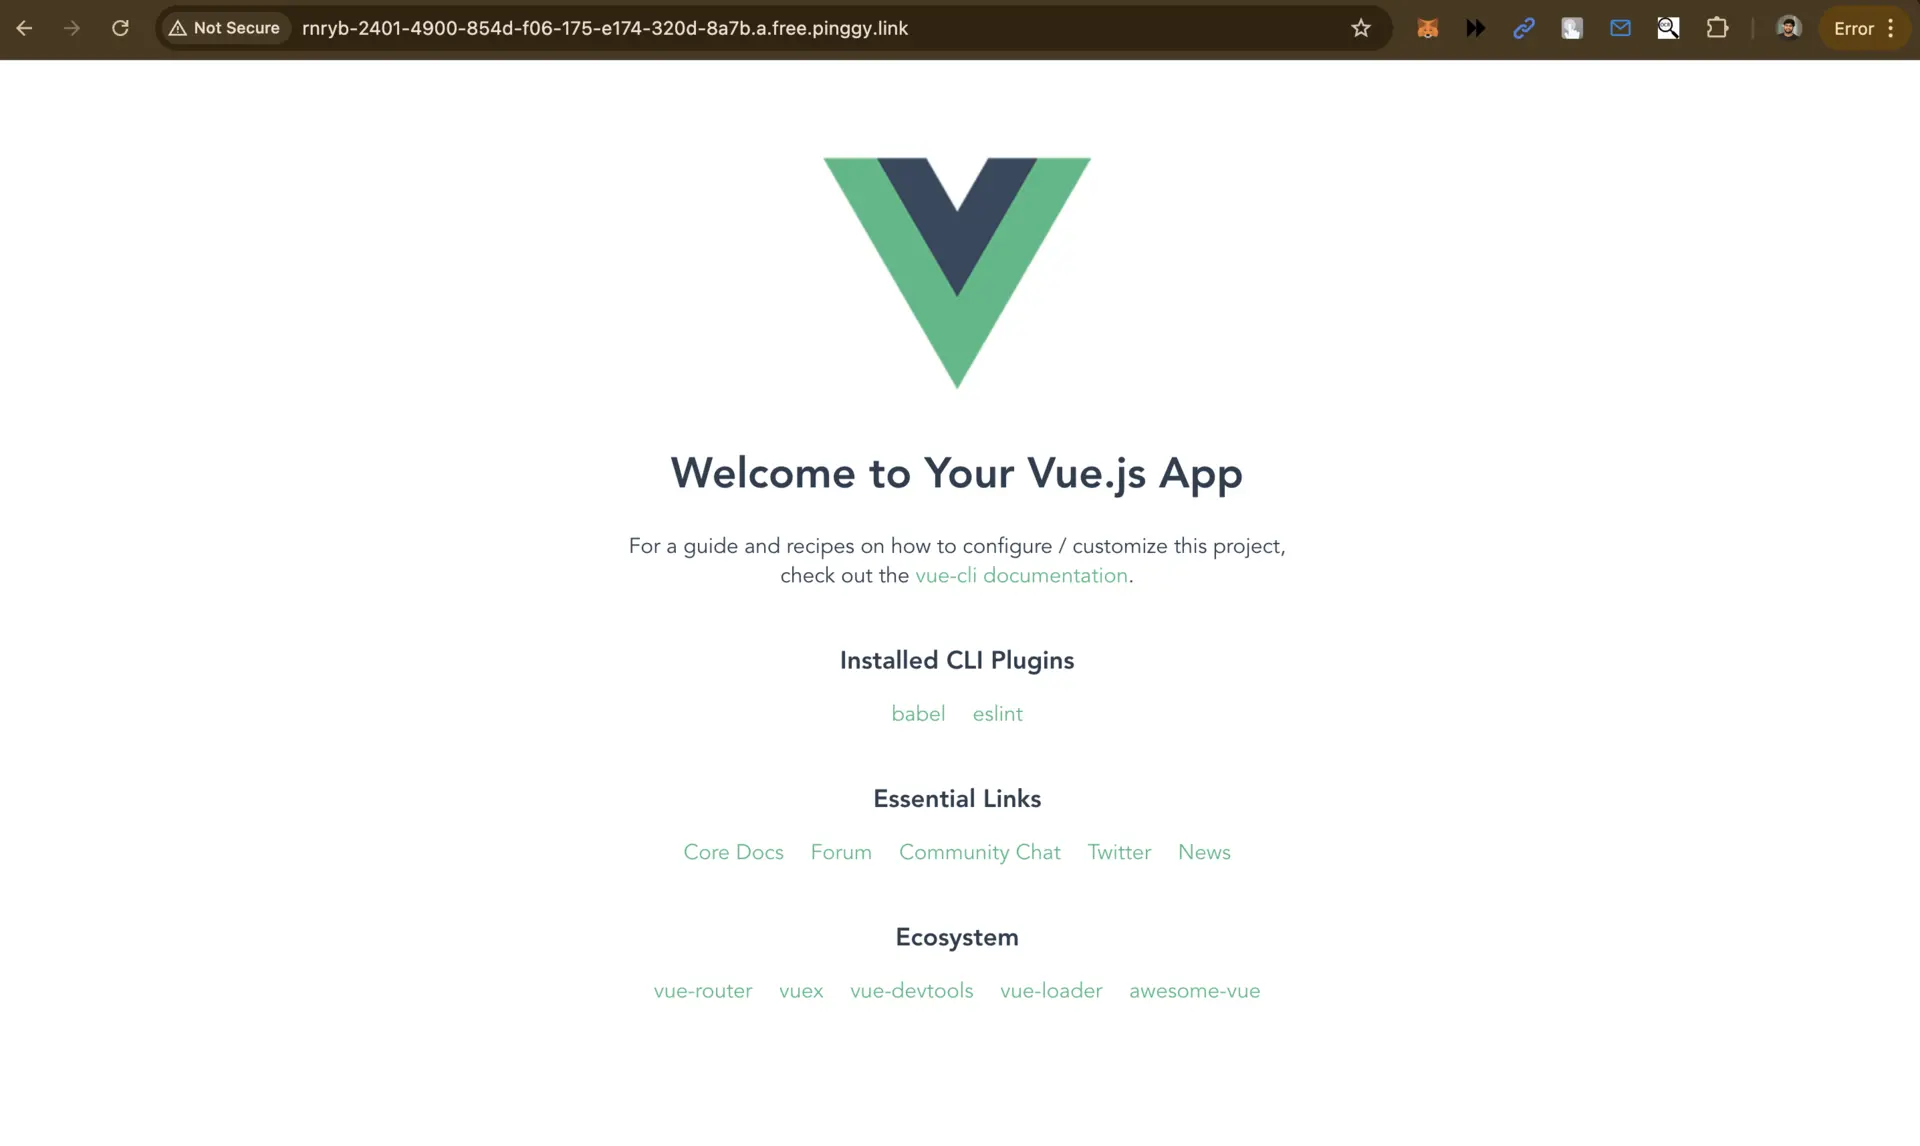 Not Secure rnryb-2401-4900-854d-f06-175-e174-320d-8a7b.a.free.pinggy.link Error
Welcome to Your Vue.js App
For a guide and recipes on how to configure / customize this project,
check out the vue-cli documentation.
Installed CLI Plugins
babel eslint
Essential Links
Core Docs Forum Community Chat Twitter News
Ecosystem
vue-router vuex vue-devtools vue-loader awesome-vue